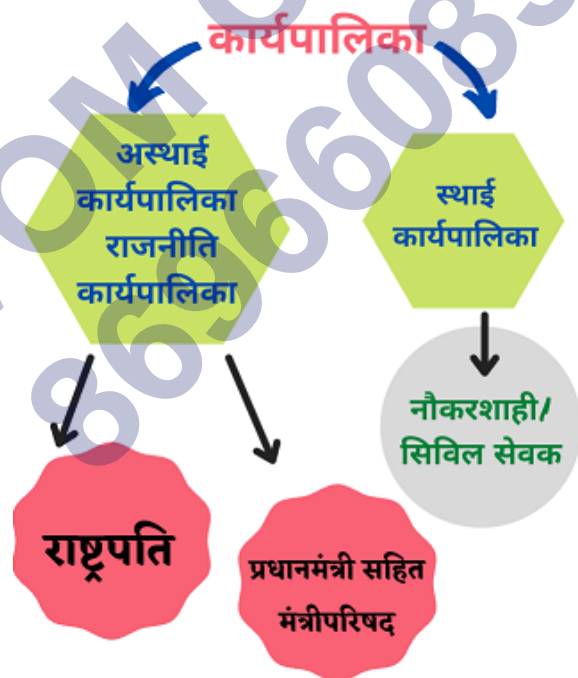 कार्यपालिका
अस्थाई
कार्यपालिका
राजनीति
कार्यपालिका
स्थाई
कार्यपालिका
नौकरशाही/
सिविल सेवक
राष्ट्रपति
प्रधानमंत्री सहित
मंत्रीपरिषद